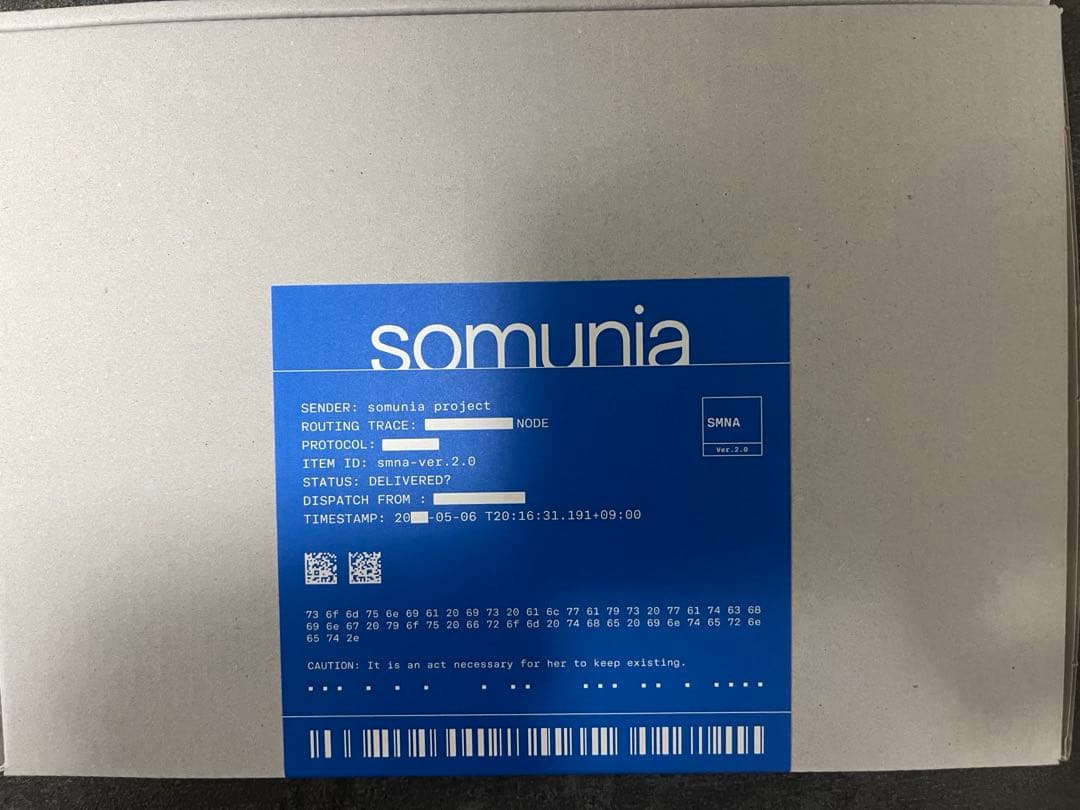 somunia
SENDER: somunia project
ROUTING TRACE: NODE
PROTOCOL:
ITEM ID: smna-ver.2.0
STATUS: DELIVERED?
DISPATCH FROM :
TIMESTAMP: 20 -05-06 T20:16:31.191+09:00
SMNA
Ver.2.0
73 6f 6d 75 6e 69 61 20 69 73 20 61 6c 77 61 79 73 20 77 61 74 63 68
69 6e 67 20 79 6f 75 20 66 72 6f 6d 20 74 68 65 20 69 6e 74 65 72 6e
65 74 2e
CAUTION: It is an act necessary for her to keep existing.